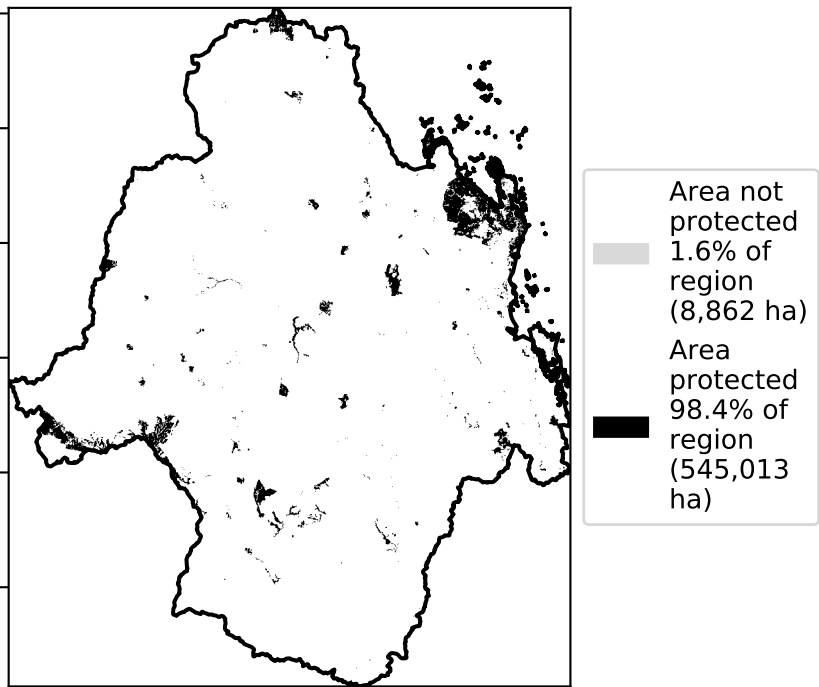 Area not
protected
1.6% of
region
(8,862 ha)
Area
protected
98.4% of
region
(545,013
ha)